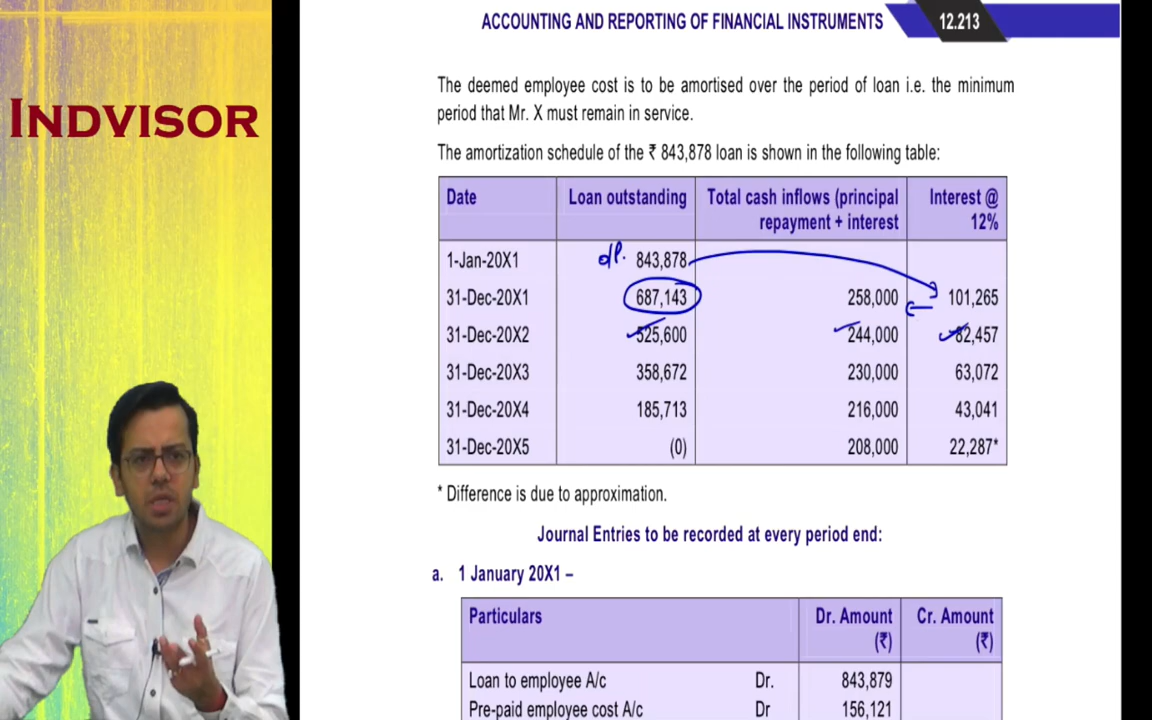 ACCOUNTING AND REPORTING OF FINANCIAL INSTRUMENTS 12.213
INDVISOR
The deemed employee cost is to be amortised over the period of loan i.e. the minimum
period that Mr. X must remain in service.
The amortization schedule of the ₹ 843,878 loan is shown in the following table:
Date Loan outstanding Total cash inflows (principal repayment + interest Interest @ 12%
1-Jan-20X1 843,878
31-Dec-20X1 687,143 258,000 101,265
31-Dec-20X2 525,600 244,000 82,457
31-Dec-20X3 358,672 230,000 63,072
31-Dec-20X4 185,713 216,000 43,041
31-Dec-20X5 (0) 208,000 22,287*
* Difference is due to approximation.
Journal Entries to be recorded at every period end:
a. 1 January 20X1 –
Particulars Dr. Amount (₹) Cr. Amount (₹)
Loan to employee A/c Dr. 843,879
Pre-paid employee cost A/c Dr 156,121